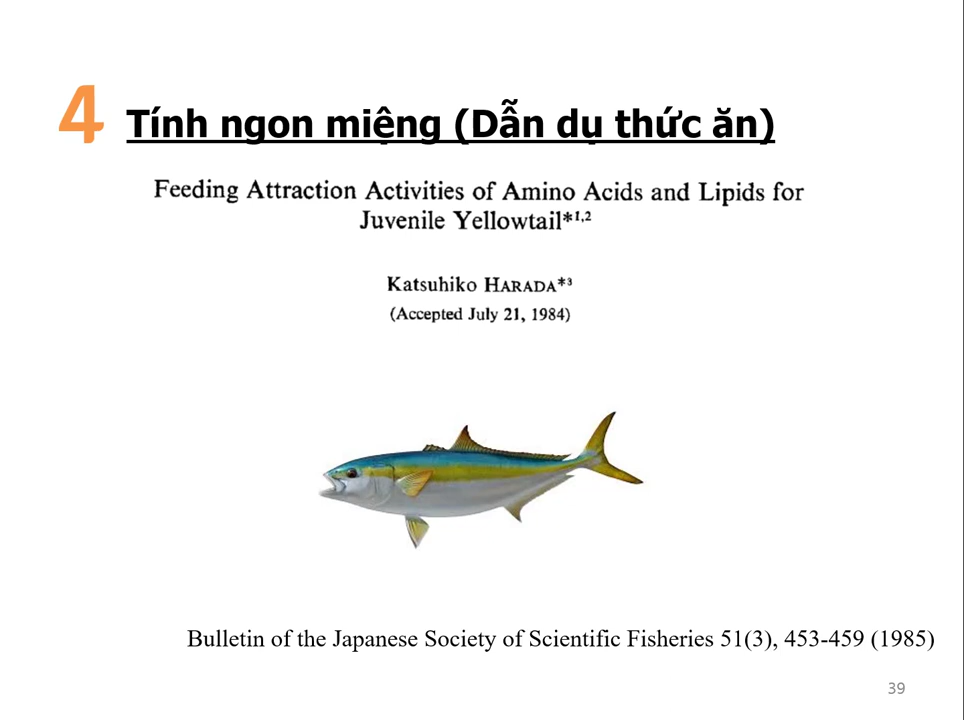 4 Tính ngon miệng (Dẫn dụ thức ăn)
Feeding Attraction Activities of Amino Acids and Lipids for
Juvenile Yellowtail*1,2
Katsuhiko HARADA*3
(Accepted July 21, 1984)
Bulletin of the Japanese Society of Scientific Fisheries 51(3), 453-459 (1985)
39